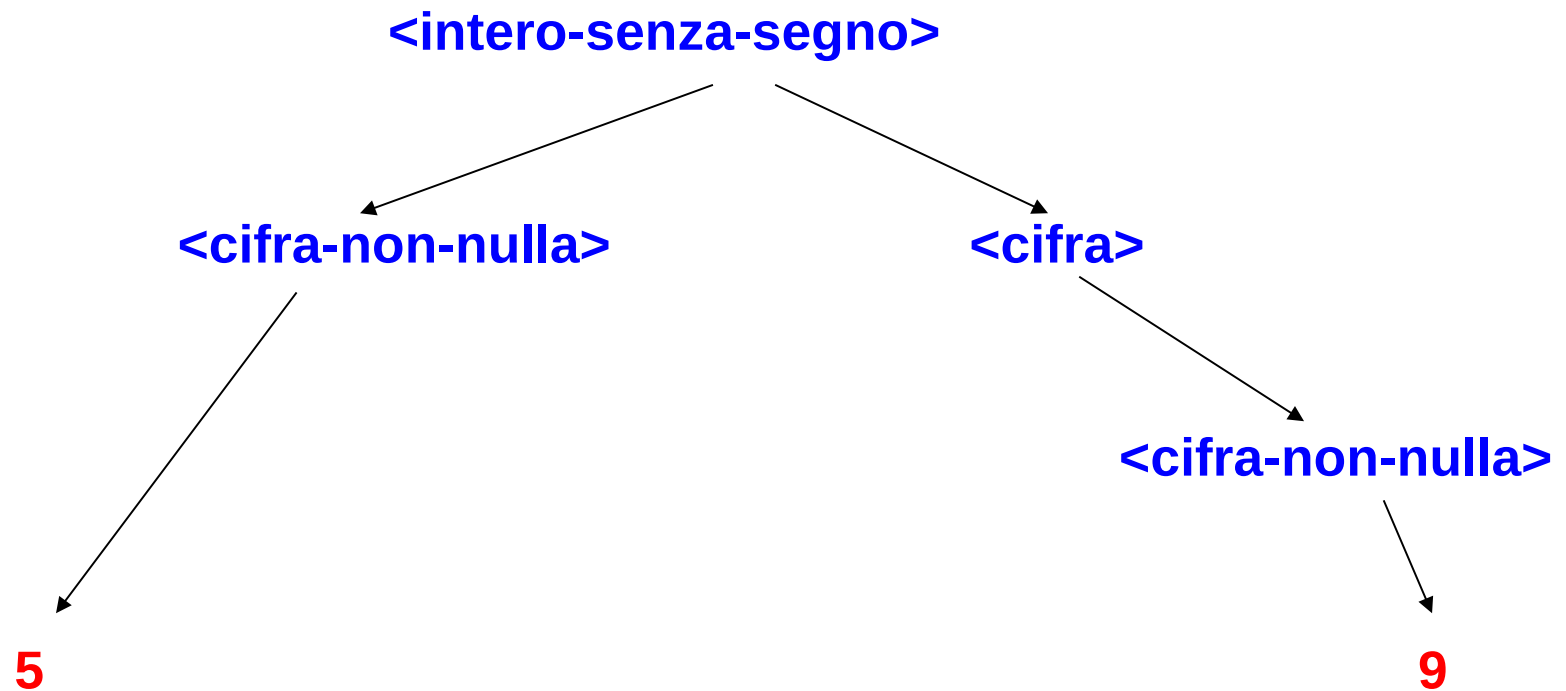 <intero-senza-segno>
<cifra-non-nulla> <cifra>
<cifra-non-nulla>
5 9